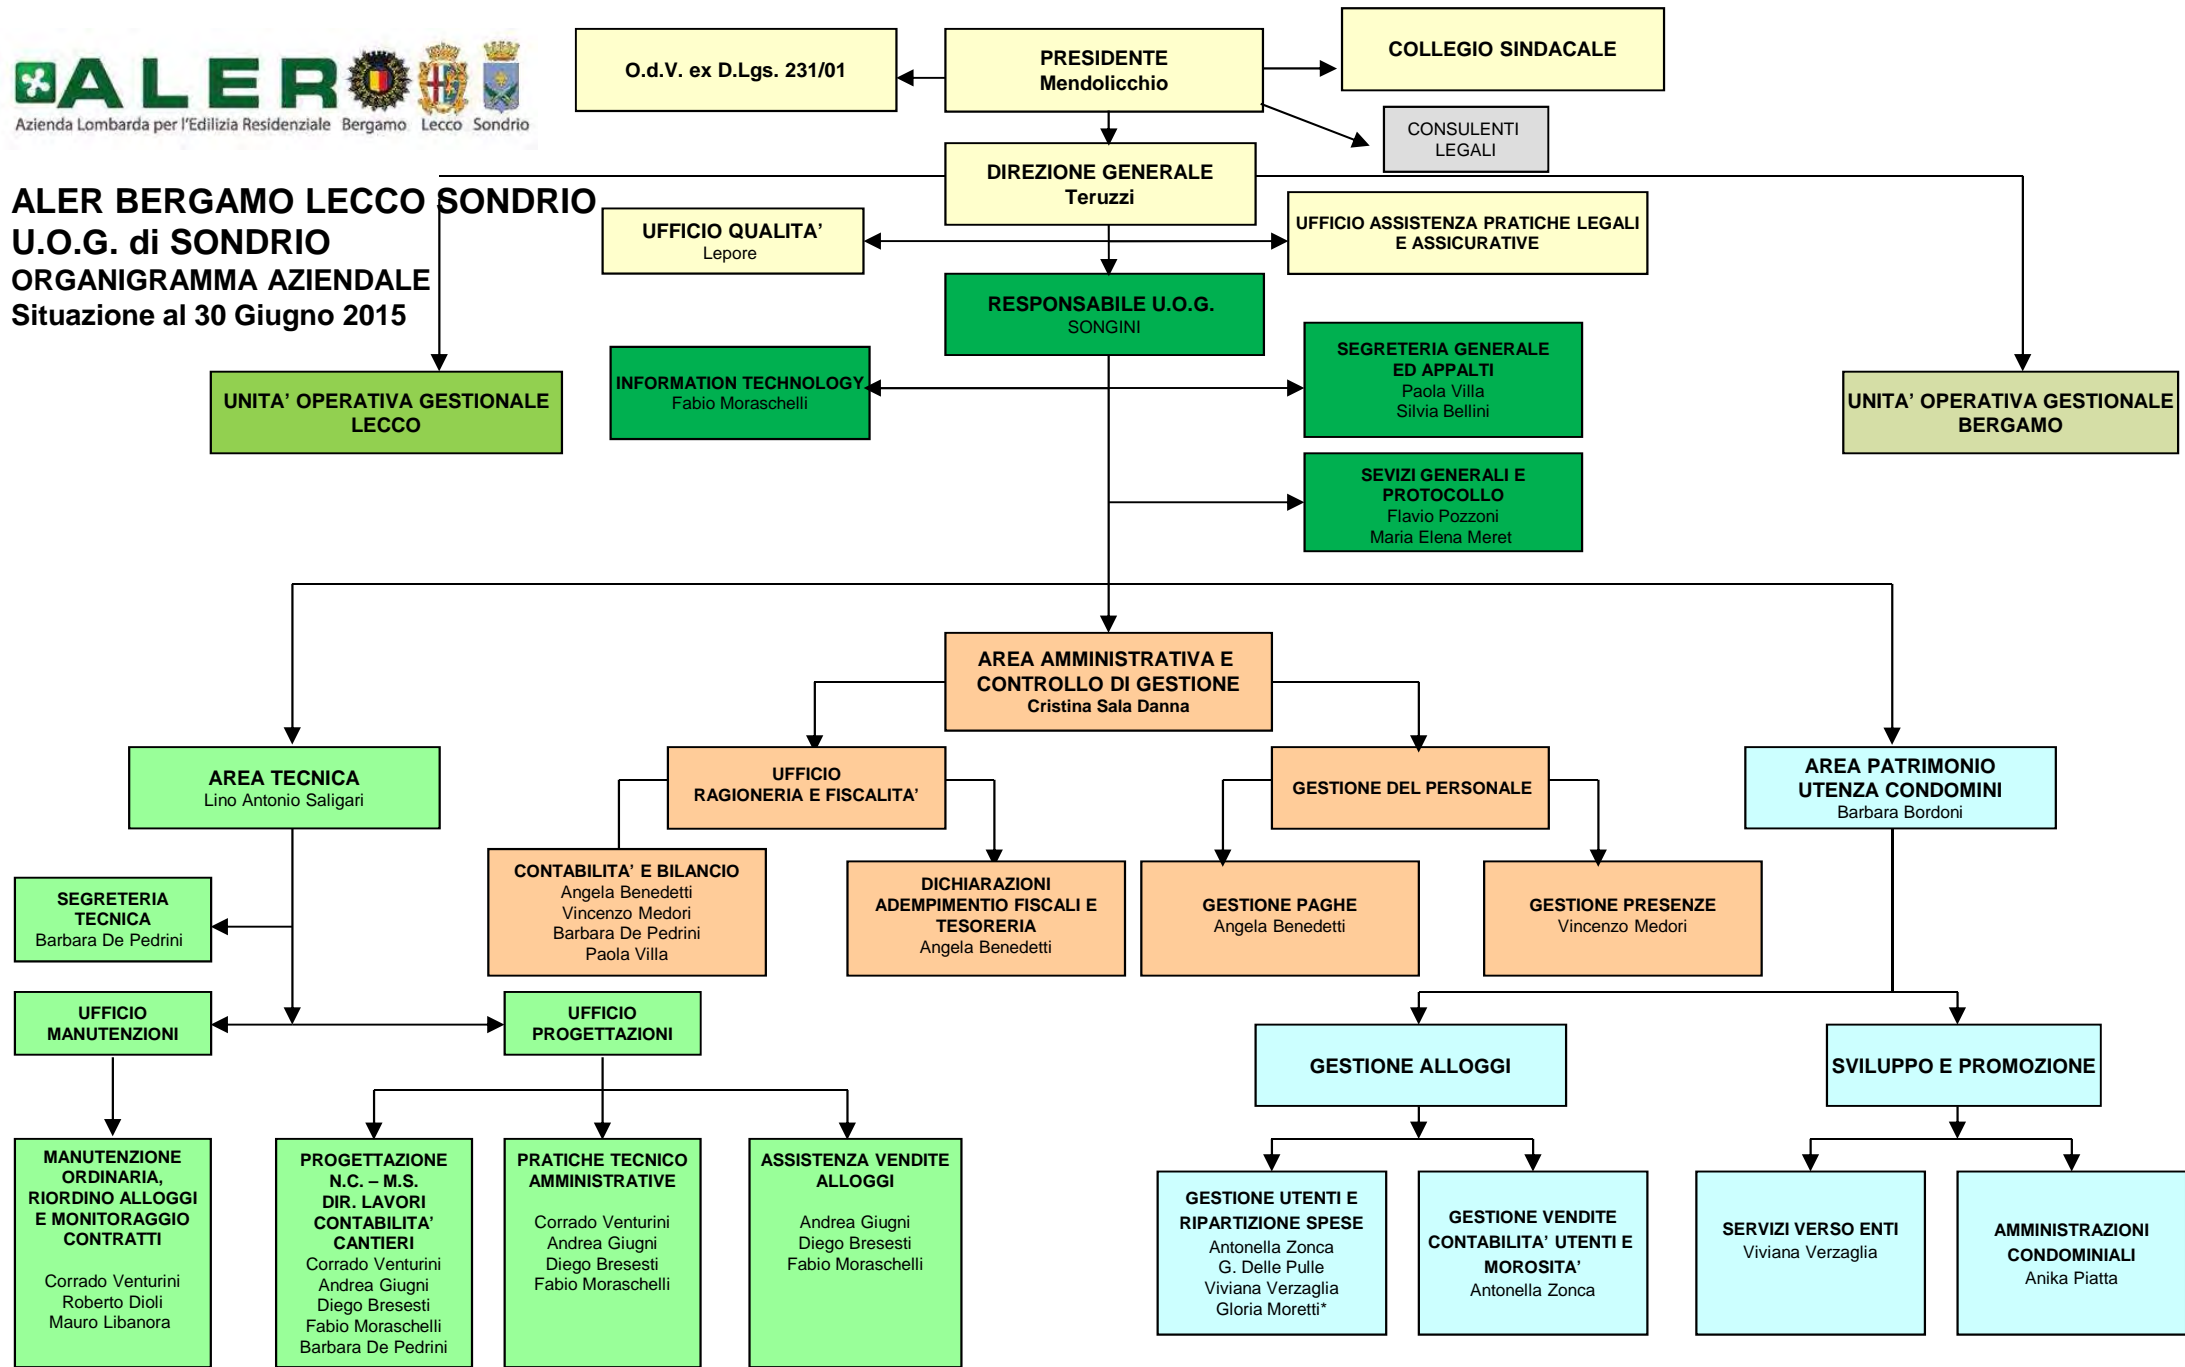 ALER
Azienda Lombarda per l'Edilizia Residenziale Bergamo Lecco Sondrio
O.d.V. ex D.Lgs. 231/01
PRESIDENTE
Mendolicchio
COLLEGIO SINDACALE
CONSULENTI
LEGALI
DIREZIONE GENERALE
Teruzzi
ALER BERGAMO LECCO SONDRIO
U.O.G. di SONDRIO
ORGANIGRAMMA AZIENDALE
Situazione al 30 Giugno 2015
UFFICIO QUALITA’
Lepore
UFFICIO ASSISTENZA PRATICHE LEGALI
E ASSICURATIVE
RESPONSABILE U.O.G.
SONGINI
INFORMATION TECHNOLOGY
Fabio Moraschelli
SEGRETERIA GENERALE
ED APPALTI
Paola Villa
Silvia Bellini
UNITA’ OPERATIVA GESTIONALE
LECCO
UNITA’ OPERATIVA GESTIONALE
BERGAMO
SEVIZI GENERALI E
PROTOCOLLO
Flavio Pozzoni
Maria Elena Meret
AREA AMMINISTRATIVA E
CONTROLLO DI GESTIONE
Cristina Sala Danna
AREA TECNICA
Lino Antonio Saligari
UFFICIO
RAGIONERIA E FISCALITA’
GESTIONE DEL PERSONALE
AREA PATRIMONIO
UTENZA CONDOMINI
Barbara Bordoni
SEGRETERIA
TECNICA
Barbara De Pedrini
CONTABILITA’ E BILANCIO
Angela Benedetti
Vincenzo Medori
Barbara De Pedrini
Paola Villa
DICHIARAZIONI
ADEMPIMENTO FISCALI E
TESORERIA
Angela Benedetti
GESTIONE PAGHE
Angela Benedetti
GESTIONE PRESENZE
Vincenzo Medori
UFFICIO
MANUTENZIONI
UFFICIO
PROGETTAZIONI
GESTIONE ALLOGGI
SVILUPPO E PROMOZIONE
MANUTENZIONE
ORDINARIA,
RIORDINO ALLOGGI
E MONITORAGGIO
CONTRATTI
Corrado Venturini
Roberto Dioli
Mauro Libanora
PROGETTAZIONE
N.C. – M.S.
DIR. LAVORI
CONTABILITA’
CANTIERI
Corrado Venturini
Andrea Giugni
Diego Bresesti
Fabio Moraschelli
Barbara De Pedrini
PRATICHE TECNICO
AMMINISTRATIVE
Corrado Venturini
Andrea Giugni
Diego Bresesti
Fabio Moraschelli
ASSISTENZA VENDITE
ALLOGGI
Andrea Giugni
Diego Bresesti
Fabio Moraschelli
GESTIONE UTENTI E
RIPARTIZIONE SPESE
Antonella Zonca
G. Delle Pulle
Viviana Verzaglia
Gloria Moretti*
GESTIONE VENDITE
CONTABILITA’ UTENTI E
MOROSITA’
Antonella Zonca
SERVIZI VERSO ENTI
Viviana Verzaglia
AMMINISTRAZIONI
CONDOMINIALI
Anika Piatta